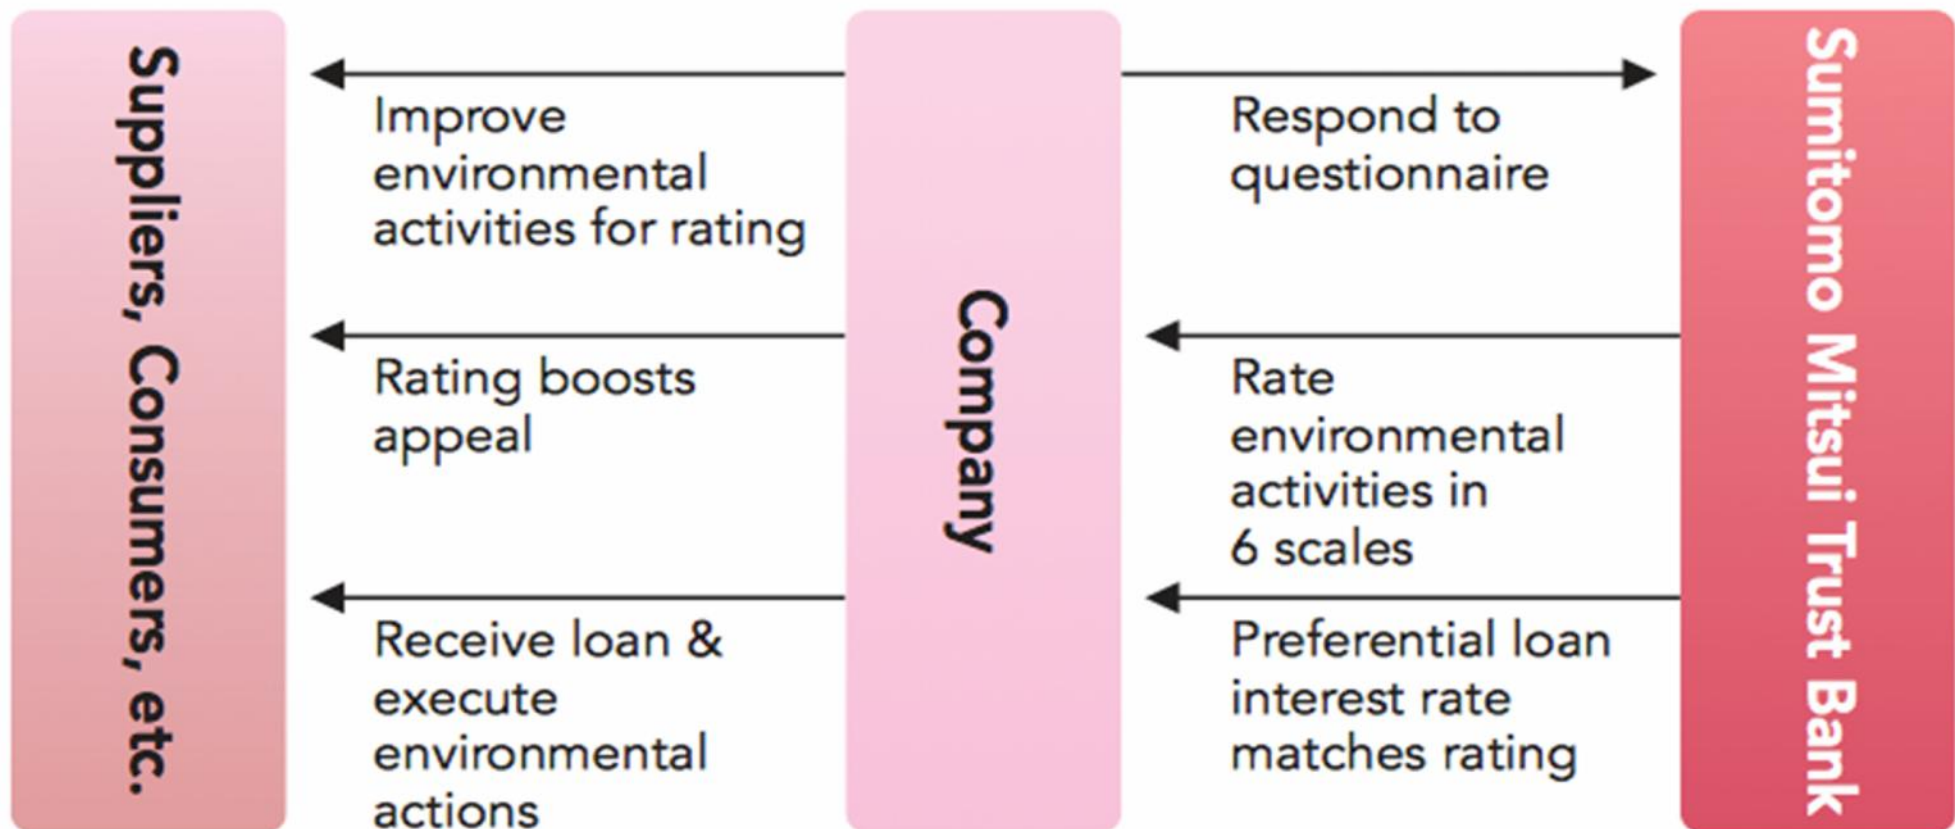 Suppliers, Consumers, etc.
Improve
environmental
activities for rating
Rating boosts
appeal
Receive loan &
execute
environmental
actions
Company
Respond to
questionnaire
Rate
environmental
activities in
6 scales
Preferential loan
interest rate
matches rating
Sumitomo Mitsui Trust Bank